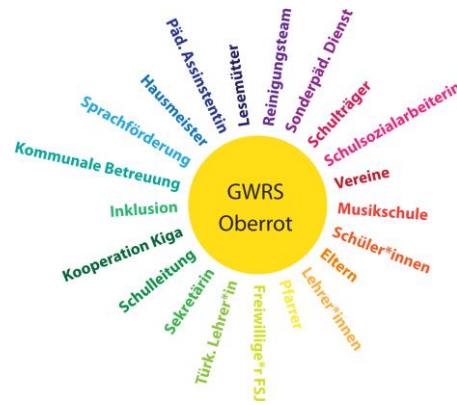 GWRS
Oberrot
Lesemütter
Reinigungsteam
Sonderpäd. Dienst
Schulträger
Schulsozialarbeiterin
Vereine
Musikschule
Schüler*innen
Eltern
Lehrer*innen
Pfarrer
Freiwillige*r FSJ
Türk. Lehrer*in
Sekretärin
Schulleitung
Kooperation Kiga
Inklusion
Kommunale Betreuung
Sprachförderung
Hausmeister
Päd. Assinstentin